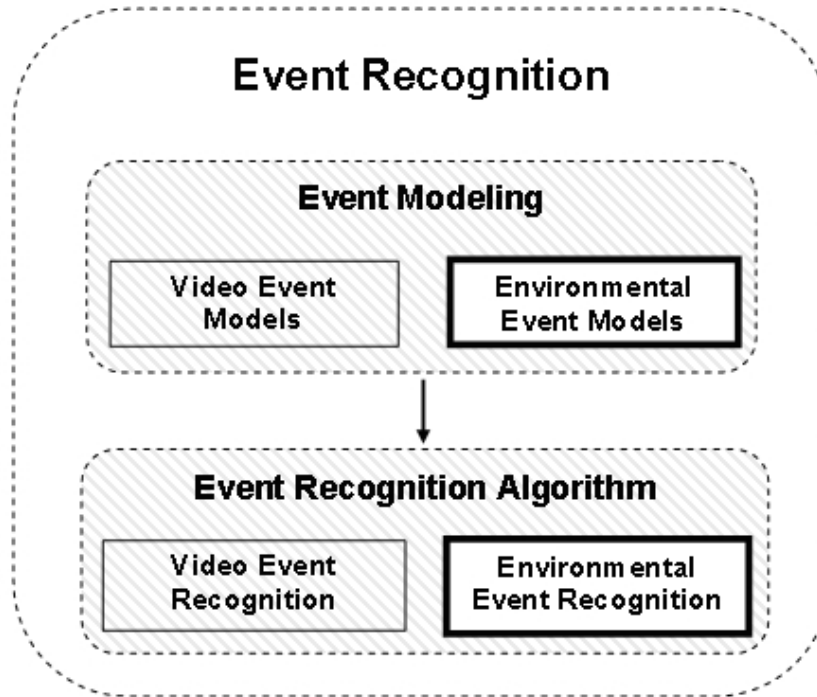 Event Recognition
Event Modeling
Video Event
Models
Environmental
Event Models
Event Recognition Algorithm
Video Event
Recognition
Environmental
Event Recognition